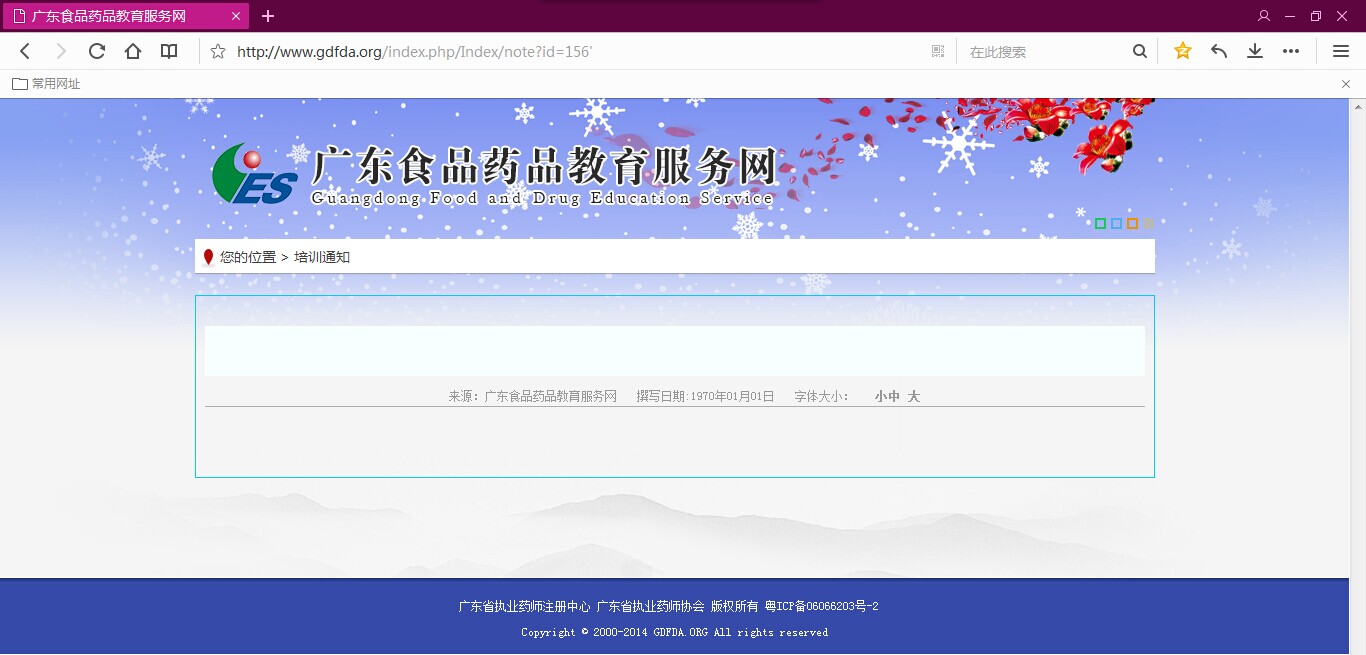 广东食品药品教育服务网
http://www.gdfda.org/index.php/Index/note?id=156'
在此搜索
常用网址
ES
广东食品药品教育服务网
Guangdong Food and Drug Education Service
您的位置 > 培训通知
来源：广东食品药品教育服务网 撰写日期:1970年01月01日 字体大小： 小 中 大
广东省执业药师注册中心 广东省执业药师协会 版权所有 粤ICP备06066203号-2
Copyright © 2000-2014 GDFDA.ORG All rights reserved